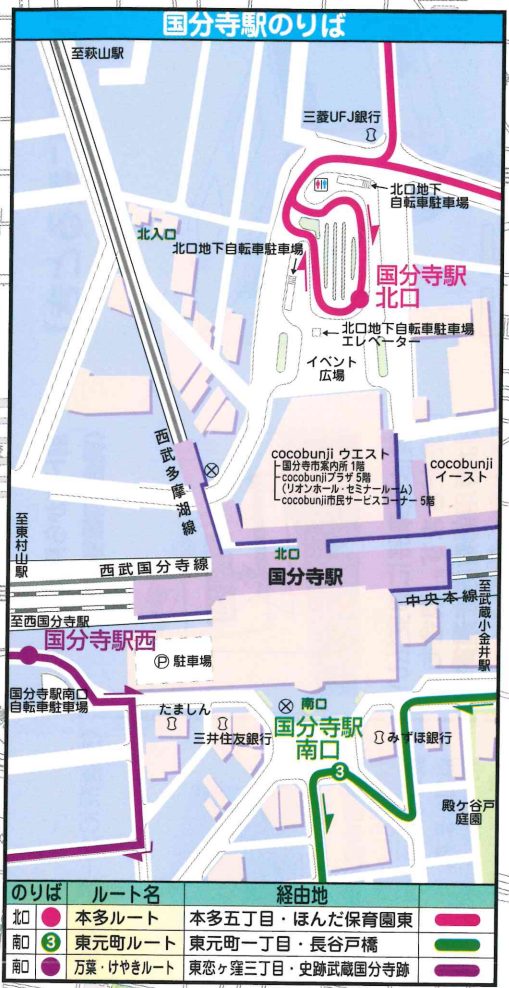 国分寺駅のりば
至萩山駅
三菱UFJ銀行
北口地下
自転車駐車場
北入口
北口地下自転車駐車場
国分寺駅
北口
北口地下自転車駐車場
エレベーター
イベント
広場
西武多摩湖線
cocobunji ウエスト
国分寺市案内所 1階
cocobunjiプラザ 5階
(リオンホール・セミナールーム)
cocobunji市民サービスコーナー 5階
cocobunji
イースト
至東村山駅
北口
西武国分寺線
国分寺駅
中央本線
至武蔵小金井駅
至西国分寺駅
国分寺駅西
P 駐車場
国分寺駅南口
自転車駐車場
たましん
三井住友銀行
南口
国分寺駅
南口
みずほ銀行
3
殿ヶ谷戸
庭園
のりば ルート名 経由地
北口 本多ルート 本多五丁目・ほんだ保育園東
南口 3 東元町ルート 東元町一丁目・長谷戸橋
南口 万葉・けやきルート 東恋ヶ窪三丁目・史跡武蔵国分寺跡